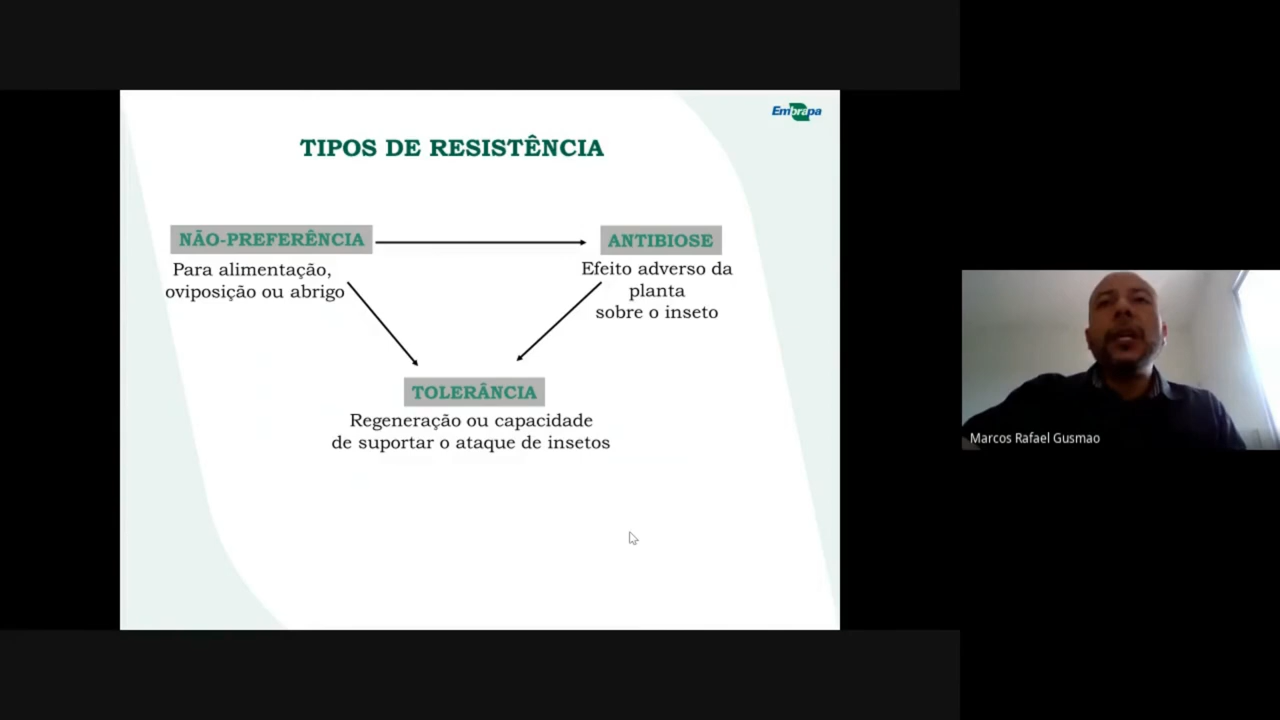 Embrapa
TIPOS DE RESISTÊNCIA
NÃO-PREFERÊNCIA
Para alimentação,
oviposição ou abrigo
ANTIBIOSE
Efeito adverso da
planta
sobre o inseto
TOLERÂNCIA
Regeneração ou capacidade
de suportar o ataque de insetos
Marcos Rafael Gusmao